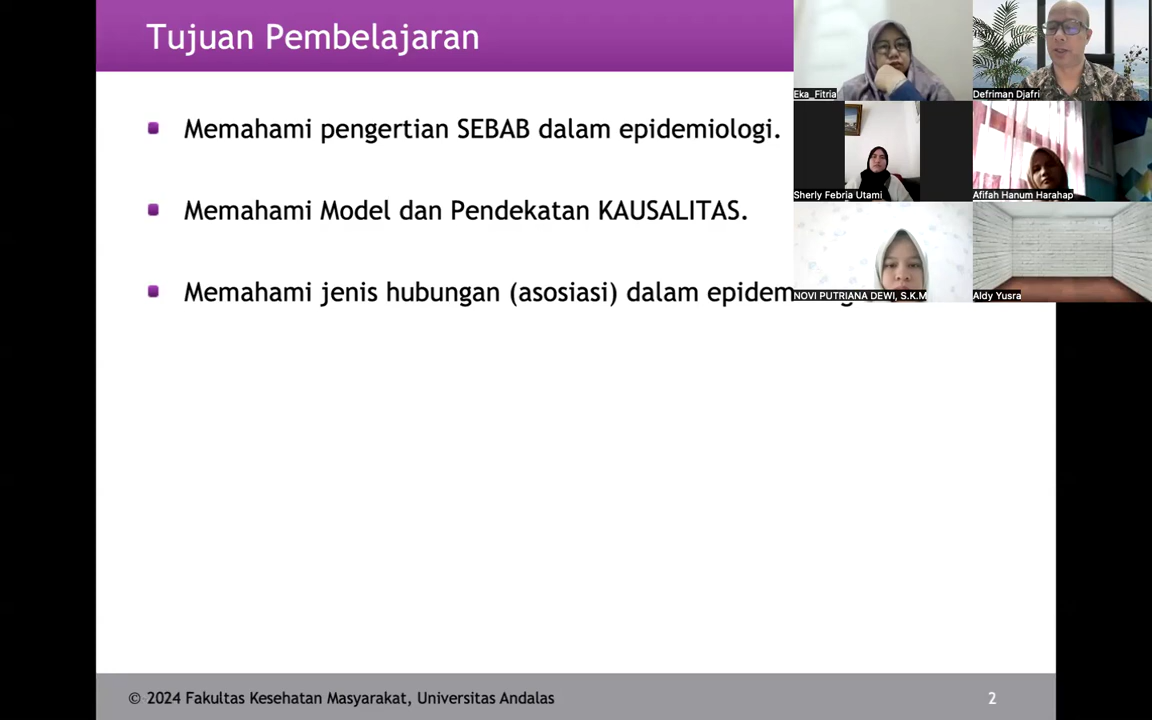 Tujuan Pembelajaran
Memahami pengertian SEBAB dalam epidemiologi.
Memahami Model dan Pendekatan KAUSALITAS.
Memahami jenis hubungan (asosiasi) dalam
Eka_Fitria
Defriman Djafri
Sherly Febria Utami
Afifah Hanum Harahap
NOVI PUTRIANA DEWI, S.K.M
Aldy Yusra
© 2024 Fakultas Kesehatan Masyarakat, Universitas Andalas
2